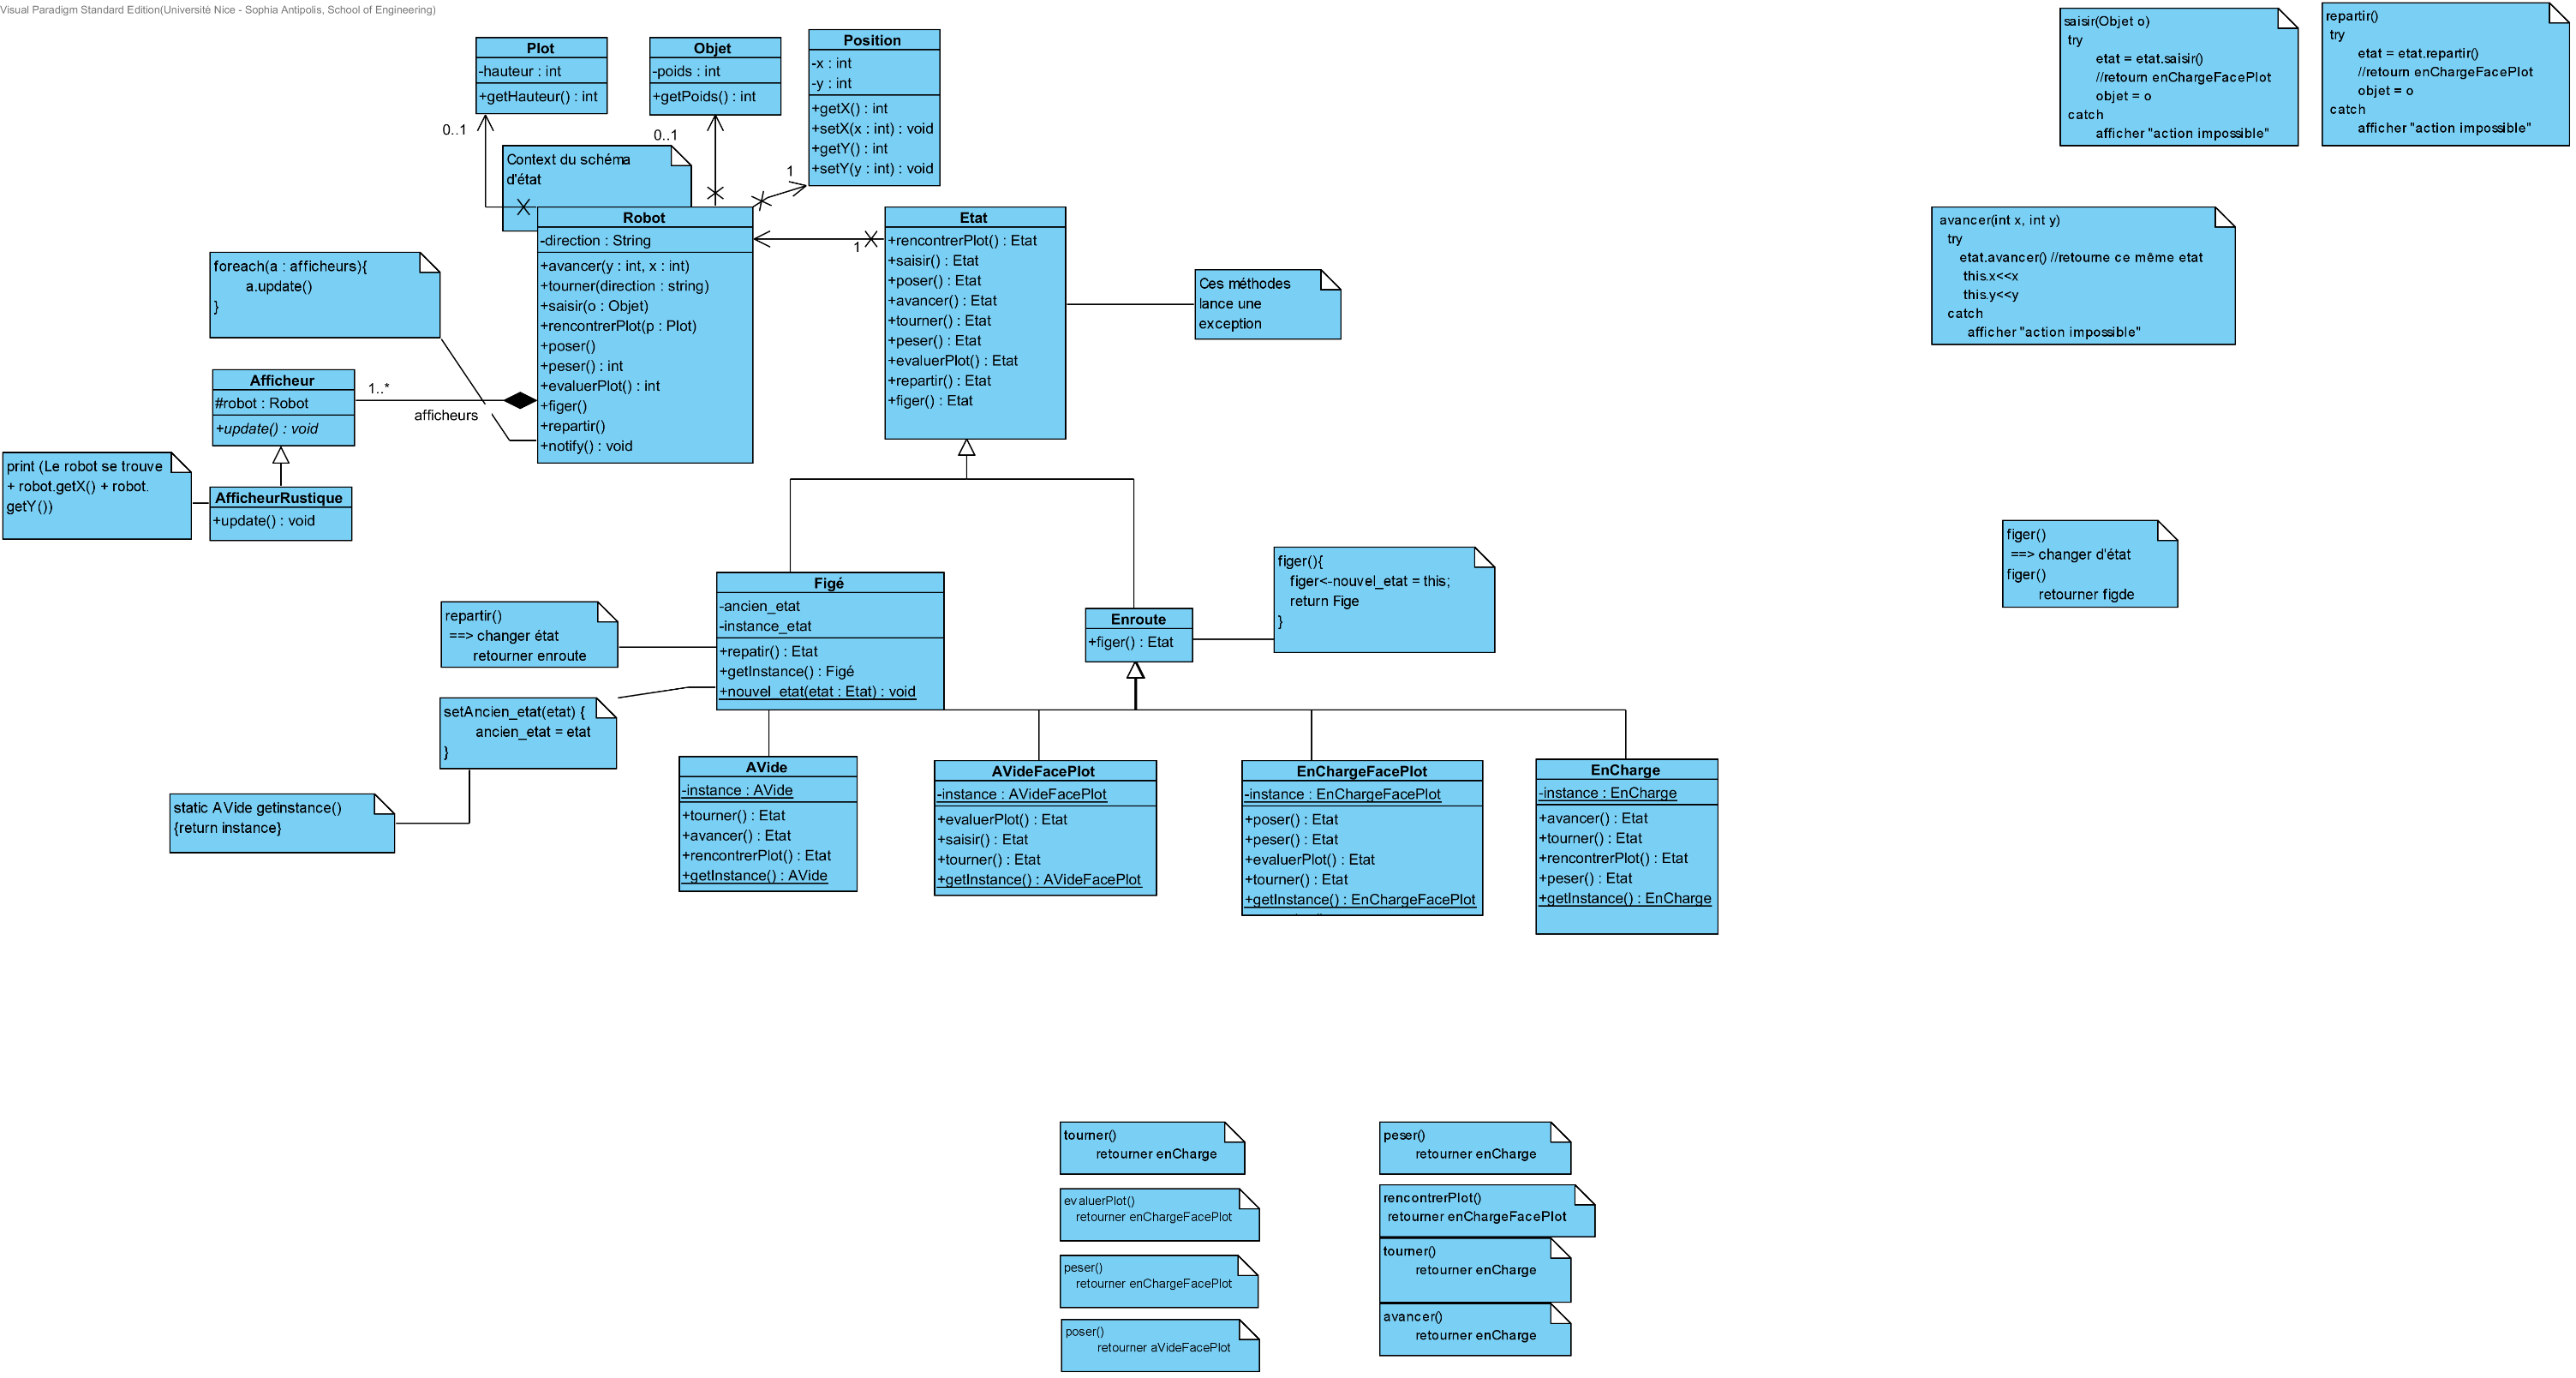 Visual Paradigm Standard Edition(Université Nice - Sophia Antipolis, School of Engineering)
Plot
-hauteur : int
+getHauteur() : int
Objet
-poids : int
+getPoids() : int
Position
-x : int
-y : int
+getX() : int
+setX(x : int) : void
+getY() : int
+setY(y : int) : void
0..1
0..1
1
Context du schéma
d'état
Robot
-direction : String
+avancer(y : int, x : int)
+tourner(direction : string)
+saisir(o : Objet)
+rencontrerPlot(p : Plot)
+poser()
+peser() : int
+evaluerPlot() : int
+figer()
+repartir()
+notify() : void
1
Etat
+rencontrerPlot() : Etat
+saisir() : Etat
+poser() : Etat
+avancer() : Etat
+tourner() : Etat
+peser() : Etat
+evaluerPlot() : Etat
+repartir() : Etat
+figer() : Etat
Ces méthodes
lance une
exception
foreach(a : afficheurs){
a.update()
}
Afficheur
#robot : Robot
+update() : void
1..*
afficheurs
print (Le robot se trouve
+ robot.getX() + robot.
getY())
AfficheurRustique
+update() : void
saisir(Objet o)
try
etat = etat.saisir()
//retourn enChargeFacePlot
objet = o
catch
afficher "action impossible"
repartir()
try
etat = etat.repartir()
//retourn enChargeFacePlot
objet = o
catch
afficher "action impossible"
avancer(int x, int y)
try
etat.avancer() //retourne ce même etat
this.x<<x
this.y<<y
catch
afficher "action impossible"
figer()
==> changer d'état
figer()
retourner figde
Figé
-ancien_etat
-instance_etat
+repatir() : Etat
+getInstance() : Figé
+nouvel_etat(etat : Etat) : void
repartir()
==> changer état
retourner enroute
setAncien_etat(etat) {
ancien_etat = etat
}
static AVide getinstance()
{return instance}
Enroute
+figer() : Etat
figer(){
figer<-nouvel_etat = this;
return Fige
}
AVide
-instance : AVide
+tourner() : Etat
+avancer() : Etat
+rencontrerPlot() : Etat
+getInstance() : AVide
AVideFacePlot
-instance : AVideFacePlot
+evaluerPlot() : Etat
+saisir() : Etat
+tourner() : Etat
+getInstance() : AVideFacePlot
EnChargeFacePlot
-instance : EnChargeFacePlot
+poser() : Etat
+peser() : Etat
+evaluerPlot() : Etat
+tourner() : Etat
+getInstance() : EnChargeFacePlot
EnCharge
-instance : EnCharge
+avancer() : Etat
+tourner() : Etat
+rencontrerPlot() : Etat
+peser() : Etat
+getInstance() : EnCharge
tourner()
retourner enCharge
evaluerPlot()
retourner enChargeFacePlot
peser()
retourner enChargeFacePlot
poser()
retourner aVideFacePlot
peser()
retourner enCharge
rencontrerPlot()
retourner enChargeFacePlot
tourner()
retourner enCharge
avancer()
retourner enCharge